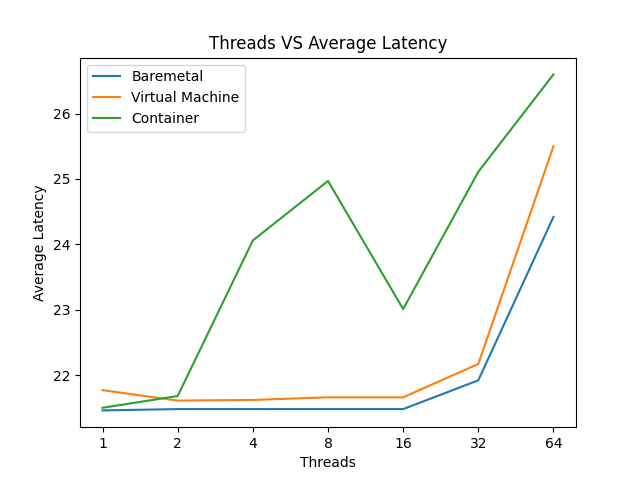 Threads VS Average Latency
Baremetal
Virtual Machine
Container
Average Latency
26
25
24
23
22
1 2 4 8 16 32 64
Threads